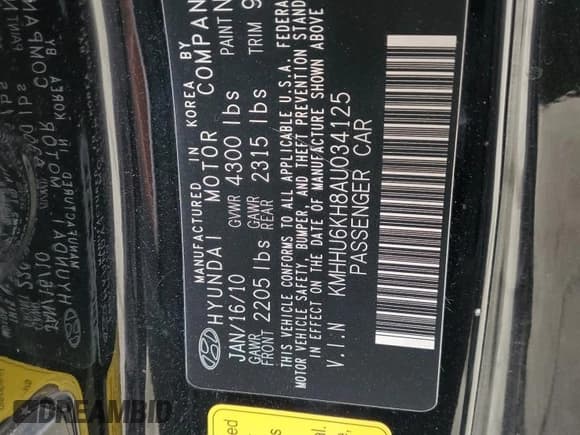 MANUFACTURED IN KOREA BY
HYUNDAI MOTOR COMPAN
JAN/16/10 GVWR 4300 lbs PAINT N
GAWR FRONT 2205 lbs GAWR REAR 2315 lbs TRIM 9
THIS VEHICLE CONFORMS TO ALL APPLICABLE U.S.A. FEDERA
MOTOR VEHICLE SAFETY, BUMPER, AND THEFT PREVENTION STAND
IN EFFECT ON THE DATE OF MANUFACTURE SHOWN ABOVE
V.I.N KMHHU6KH8AU034125
PASSENGER CAR
DREAMBID